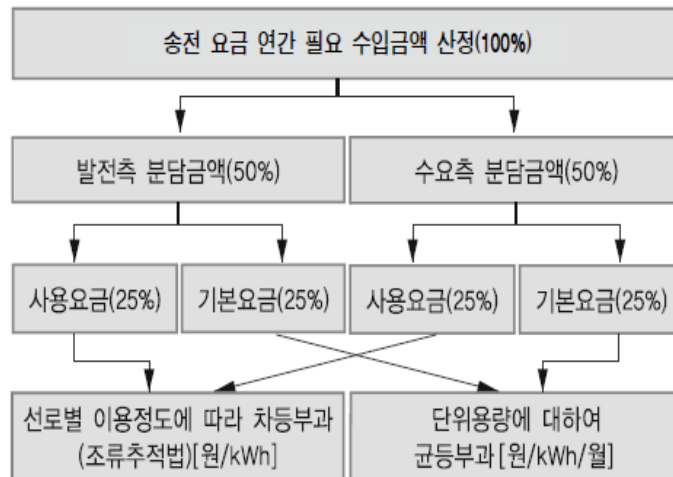 송전 요금 연간 필요 수입금액 산정(100%)
발전측 분담금액(50%)
수요측 분담금액(50%)
사용요금(25%)
기본요금(25%)
사용요금(25%)
기본요금(25%)
선로별 이용정도에 따라 차등부과
(조류추적법)[원/kWh]
단위용량에 대하여
균등부과[원/kWh/월]